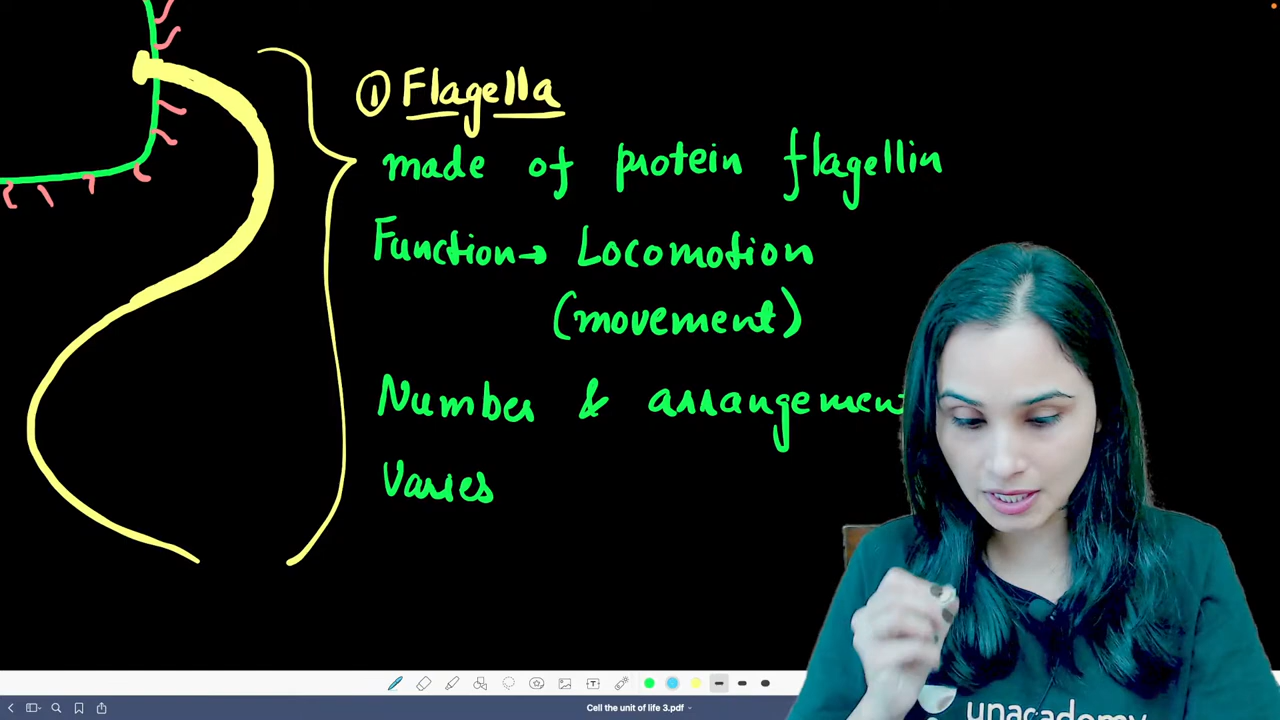 ① Flagella
made of protein flagellin
Function → Locomotion
(movement)
Number & arrangement
Varies
unacademy
Cell the unit of life 3.pdf